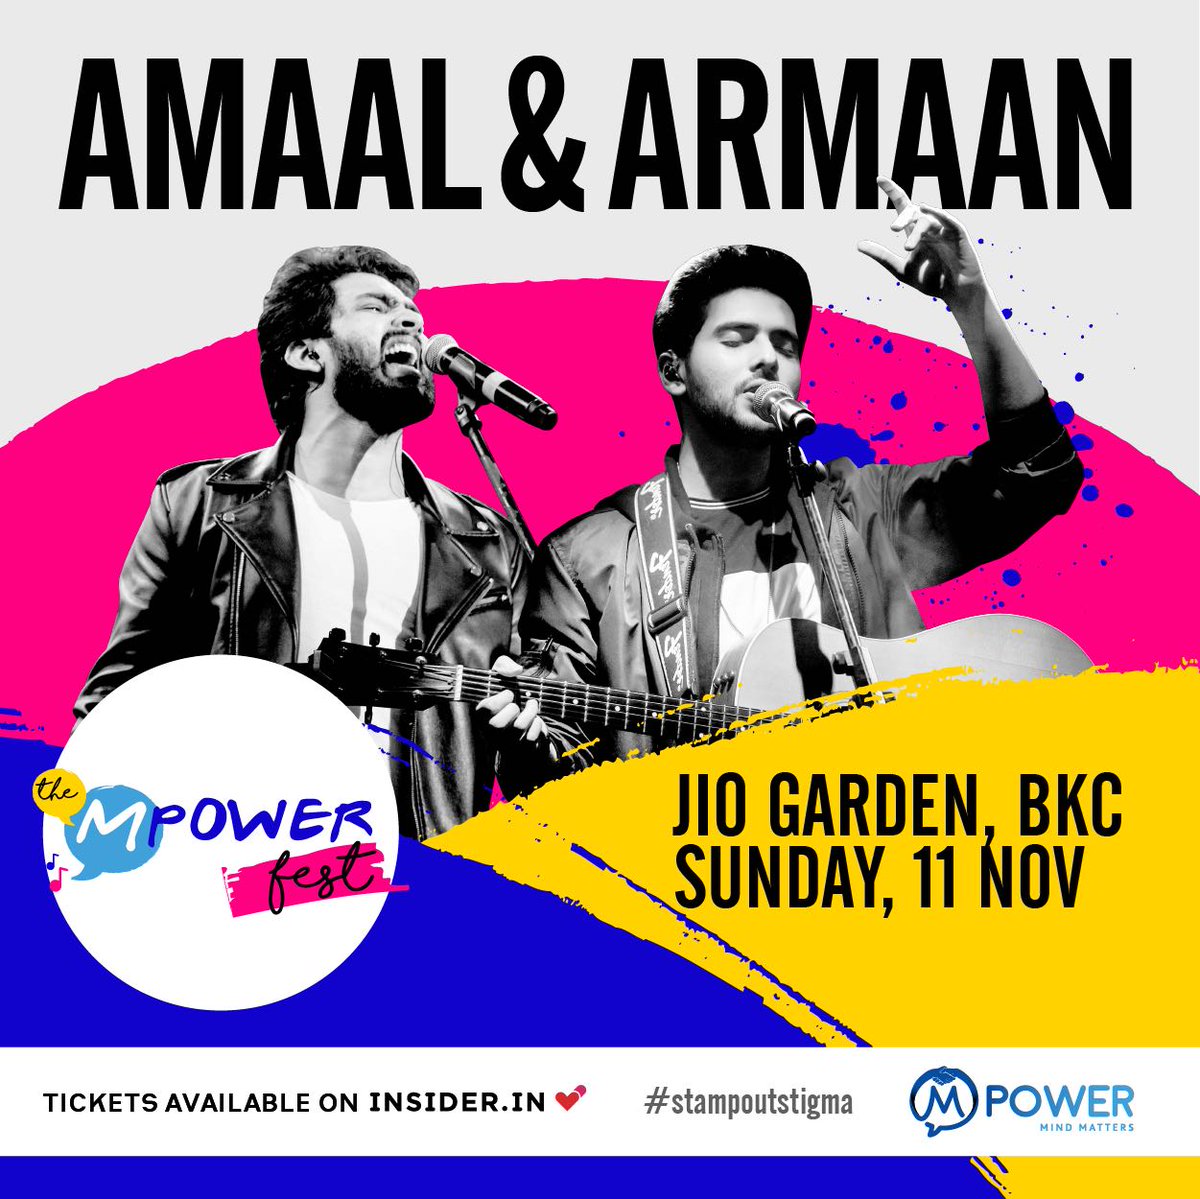 AMAAL & ARMAAN
the
MPOWER
fest
JIO GARDEN, BKC
SUNDAY, 11 NOV
TICKETS AVAILABLE ON INSIDER.IN
#stampoutstigma
MPOWER
MIND MATTERS